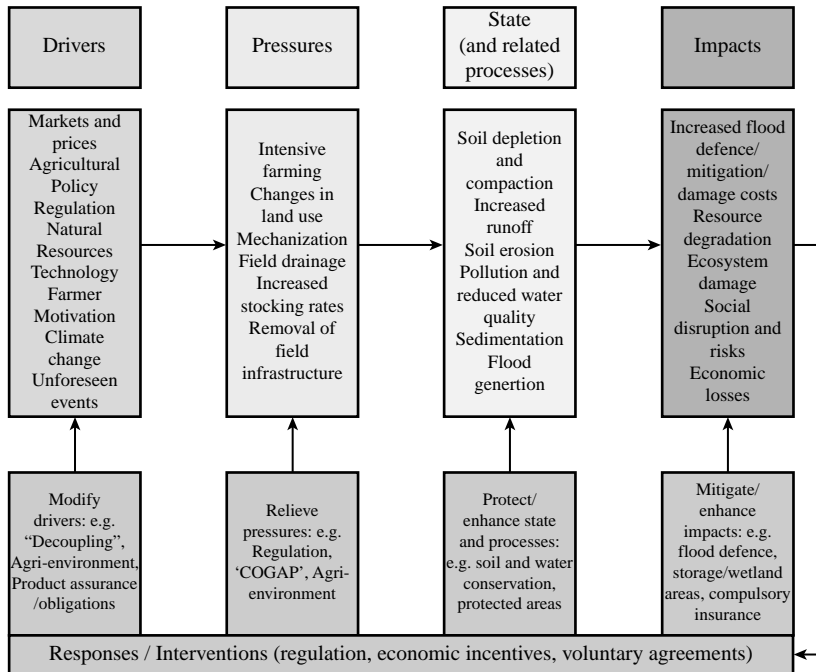 Drivers
Pressures
State
(and related
processes)
Impacts
Markets and
prices
Agricultural
Policy
Regulation
Natural
Resources
Technology
Farmer
Motivation
Climate
change
Unforeseen
events
Intensive
farming
Changes in
land use
Mechanization
Field drainage
Increased
stocking rates
Removal of
field
infrastructure
Soil depletion
and
compaction
Increased
runoff
Soil erosion
Pollution and
reduced water
quality
Sedimentation
Flood
genertion
Increased flood
defence/
mitigation/
damage costs
Resource
degradation
Ecosystem
damage
Social
disruption and
risks
Economic
losses
Modify
drivers: e.g.
“Decoupling”,
Agri-environment,
Product assurance
/obligations
Relieve
pressures: e.g.
Regulation,
‘COGAP’, Agri-
environment
Protect/
enhance state
and processes:
e.g. soil and water
conservation,
protected areas
Mitigate/
enhance
impacts: e.g.
flood defence,
storage/wetland
areas, compulsory
insurance
Responses / Interventions (regulation, economic incentives, voluntary agreements)